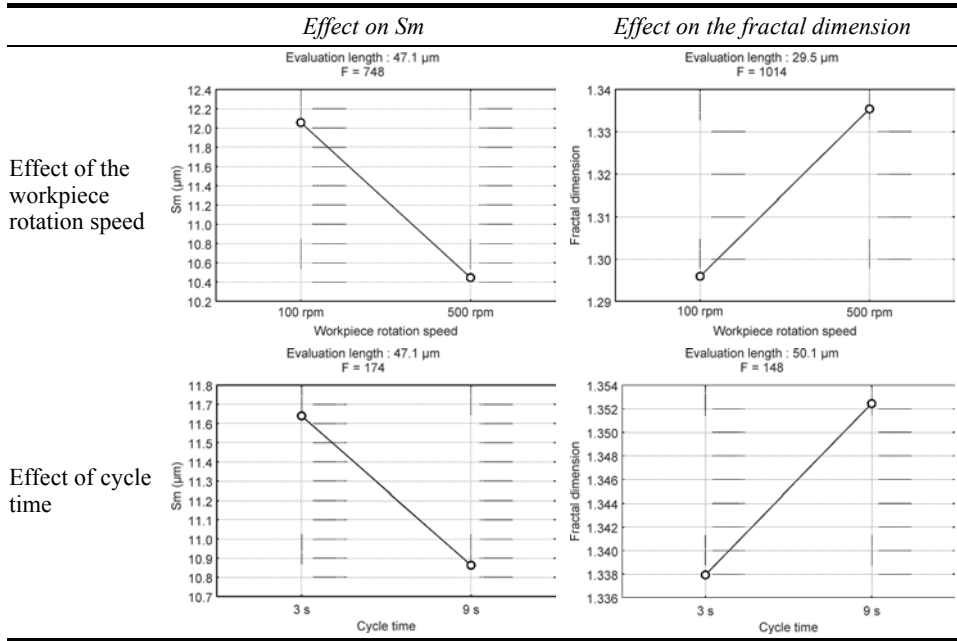 Effect on Sm
Effect on the fractal dimension
Effect of the
workpiece
rotation speed
Evaluation length : 47.1 µm
F = 748
12.4
12.2
12.0
11.8
11.6
11.4
11.2
11.0
10.8
10.6
10.4
10.2
Sm (µm)
100 rpm
500 rpm
Workpiece rotation speed
Evaluation length : 29.5 µm
F = 1014
1.34
1.33
1.32
1.31
1.30
1.29
Fractal dimension
100 rpm
500 rpm
Workpiece rotation speed
Effect of cycle
time
Evaluation length : 47.1 µm
F = 174
11.8
11.7
11.6
11.5
11.4
11.3
11.2
11.1
11.0
10.9
10.8
10.7
Sm (µm)
3 s
9 s
Cycle time
Evaluation length : 50.1 µm
F = 148
1.354
1.352
1.350
1.348
1.346
1.344
1.342
1.340
1.338
1.336
Fractal dimension
3 s
9 s
Cycle time